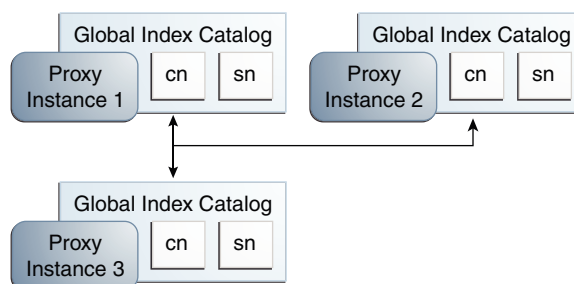 Global Index Catalog
Proxy
Instance 1
cn
sn
Global Index Catalog
Proxy
Instance 2
cn
sn
Global Index Catalog
Proxy
Instance 3
cn
sn